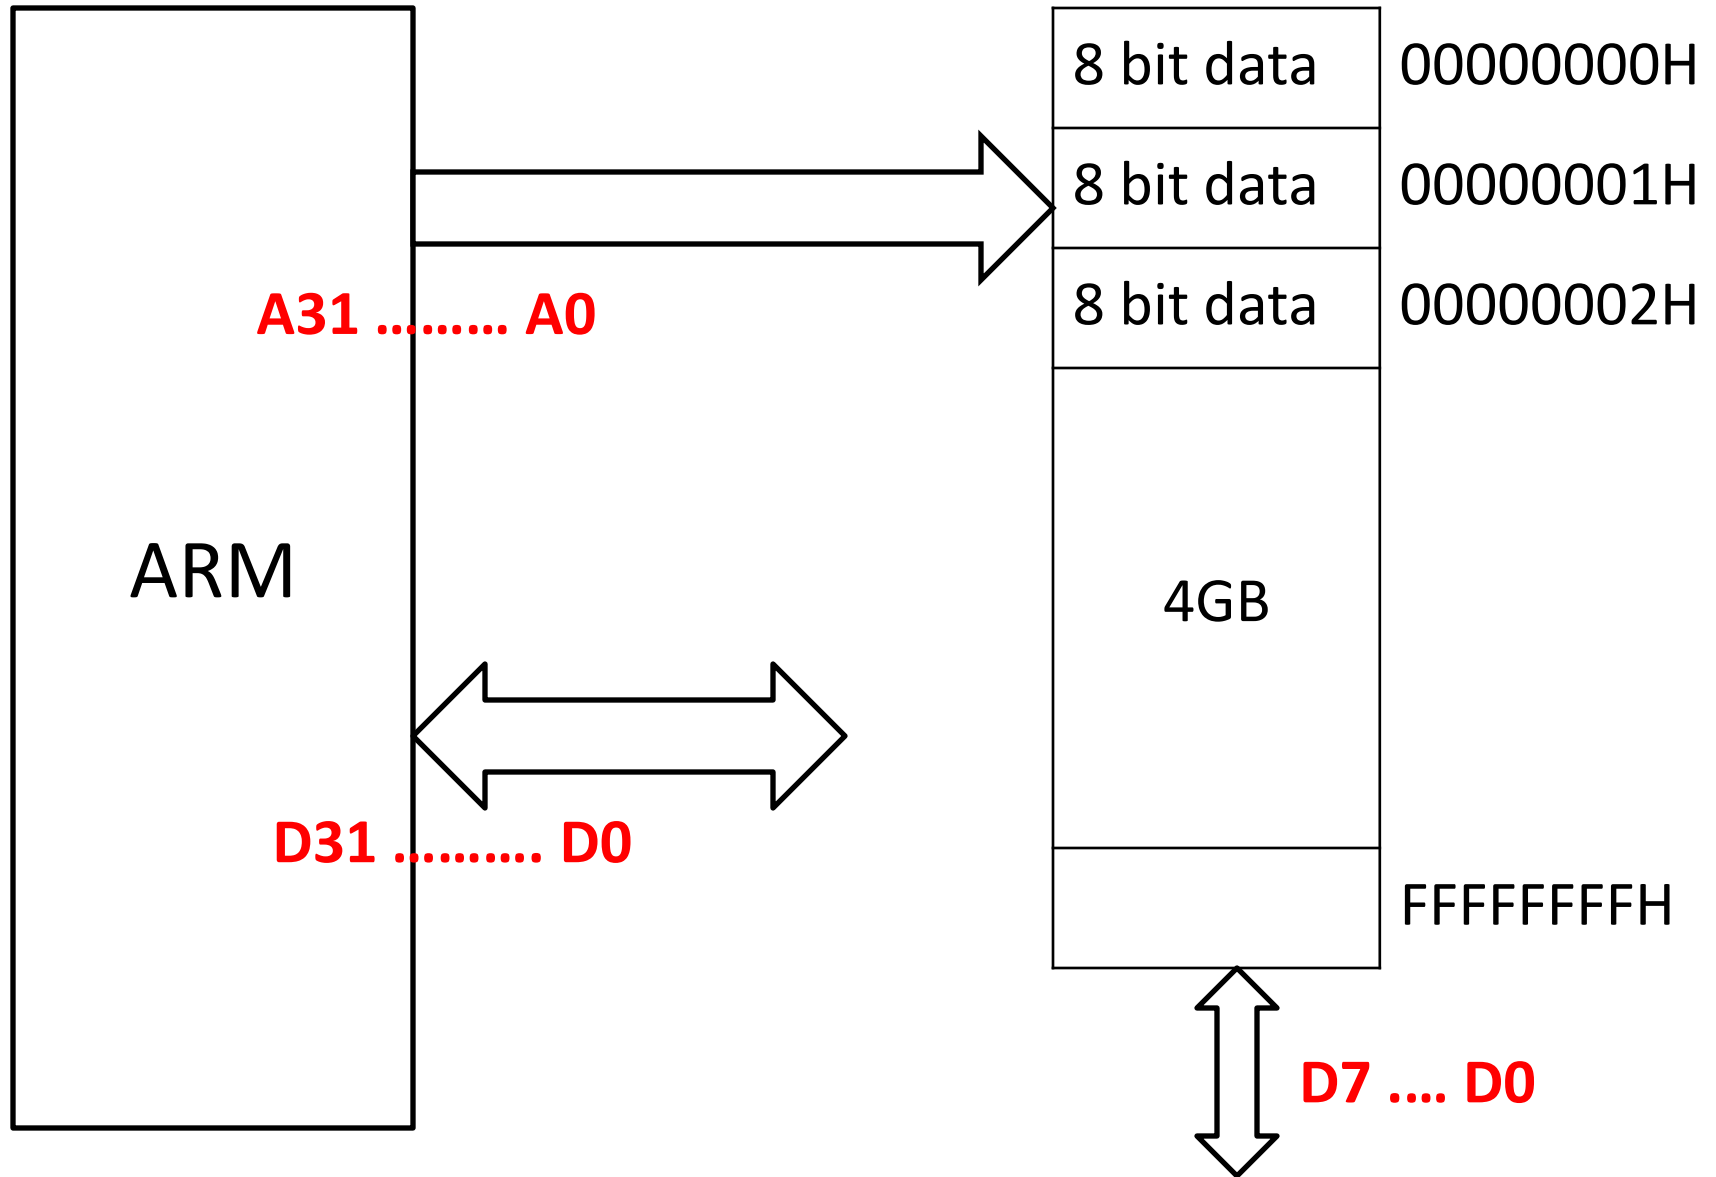 8 bit data 00000000H
8 bit data 00000001H
A31 .......... A0
8 bit data 00000002H
ARM
4GB
D31 .......... D0
FFFFFFFFH
D7 .... D0